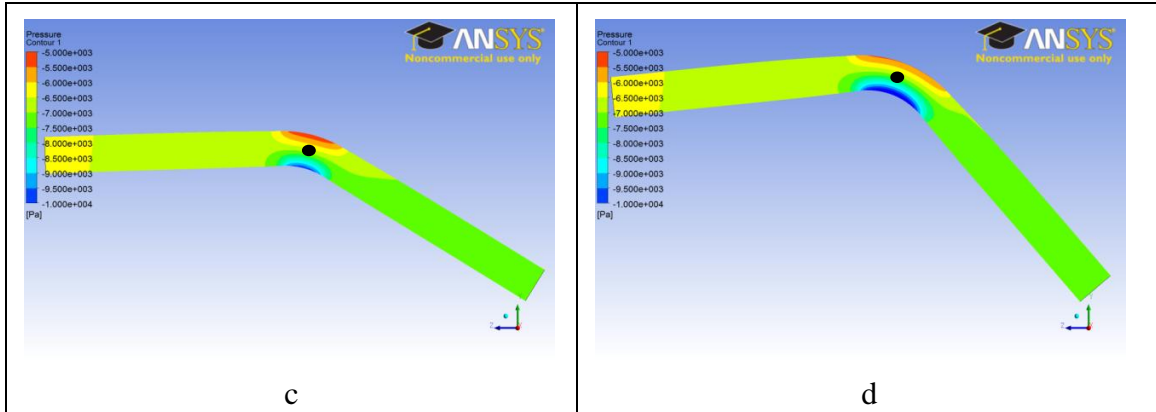 Pressure
Contour 1
-5.000e+003
-5.500e+003
-6.000e+003
-6.500e+003
-7.000e+003
-7.500e+003
-8.000e+003
-8.500e+003
-9.000e+003
-9.500e+003
-1.000e+004
[Pa]
ANSYS
Noncommercial use only
c
Pressure
Contour 1
-5.000e+003
-5.500e+003
-6.000e+003
-6.500e+003
-7.000e+003
-7.500e+003
-8.000e+003
-8.500e+003
-9.000e+003
-9.500e+003
-1.000e+004
[Pa]
ANSYS
Noncommercial use only
d